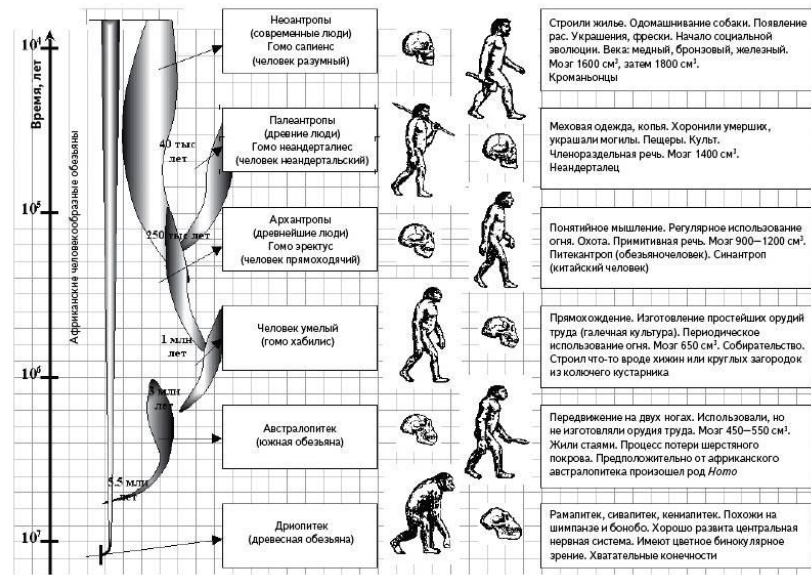 Время, лет
10⁴
10⁵
10⁶
10⁷
Африканские человекообразные обезьяны
40 тыс
лет
250 тыс лет
1 млн
лет
млн
лет
5.5 млн
лет
Неоантропы
(современные люди)
Гомо сапиенс
(человек разумный)
Строили жилье. Одомашнивание собаки. Появление
рас. Украшения, фрески. Начало социальной
эволюции. Века: медный, бронзовый, железный.
Мозг 1600 см³, затем 1800 см³.
Кроманьонцы
Палеантропы
(древние люди)
Гомо неандерталиес
(человек неандертальский)
Меховая одежда, копья. Хоронили умерших,
украшали могилы. Пещеры. Культ.
Членораздельная речь. Мозг 1400 см³.
Неандерталец
Архантропы
(древнейшие люди)
Гомо эректус
(человек прямоходячий)
Понятийное мышление. Регулярное использование
огня. Охота. Примитивная речь. Мозг 900—1200 см³.
Питекантроп (обезьяночеловек). Синантроп
(китайский человек)
Человек умелый
(гомо хабилис)
Прямохождение. Изготовление простейших орудий
труда (галечная культура). Периодическое
использование огня. Мозг 650 см³. Собирательство.
Строил что-то вроде хижин или круглых загородок
из колючего кустарника
Австралопитек
(южная обезьяна)
Передвижение на двух ногах. Использовали, но
не изготовляли орудия труда. Мозг 450—550 см³.
Жили стаями. Процесс потери шерстяного
покрова. Предположительно от африканского
австралопитека произошел род Homo
Дриопитек
(древесная обезьяна)
Рамапитек, сивапитек, кениапитек. Похожи на
шимпанзе и бонобо. Хорошо развита центральная
нервная система. Имеют цветное бинокулярное
зрение. Хватательные конечности